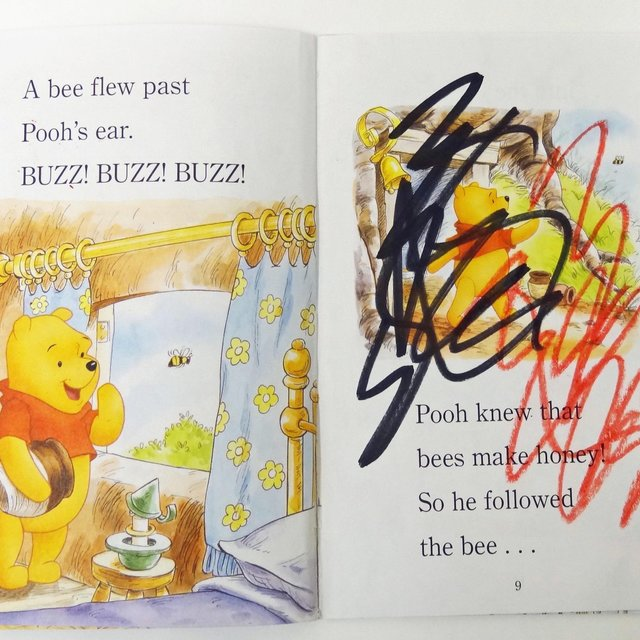 A bee flew past
Pooh's ear.
BUZZ! BUZZ! BUZZ!
Pooh knew that
bees make honey!
So he followed
the bee . . .
9